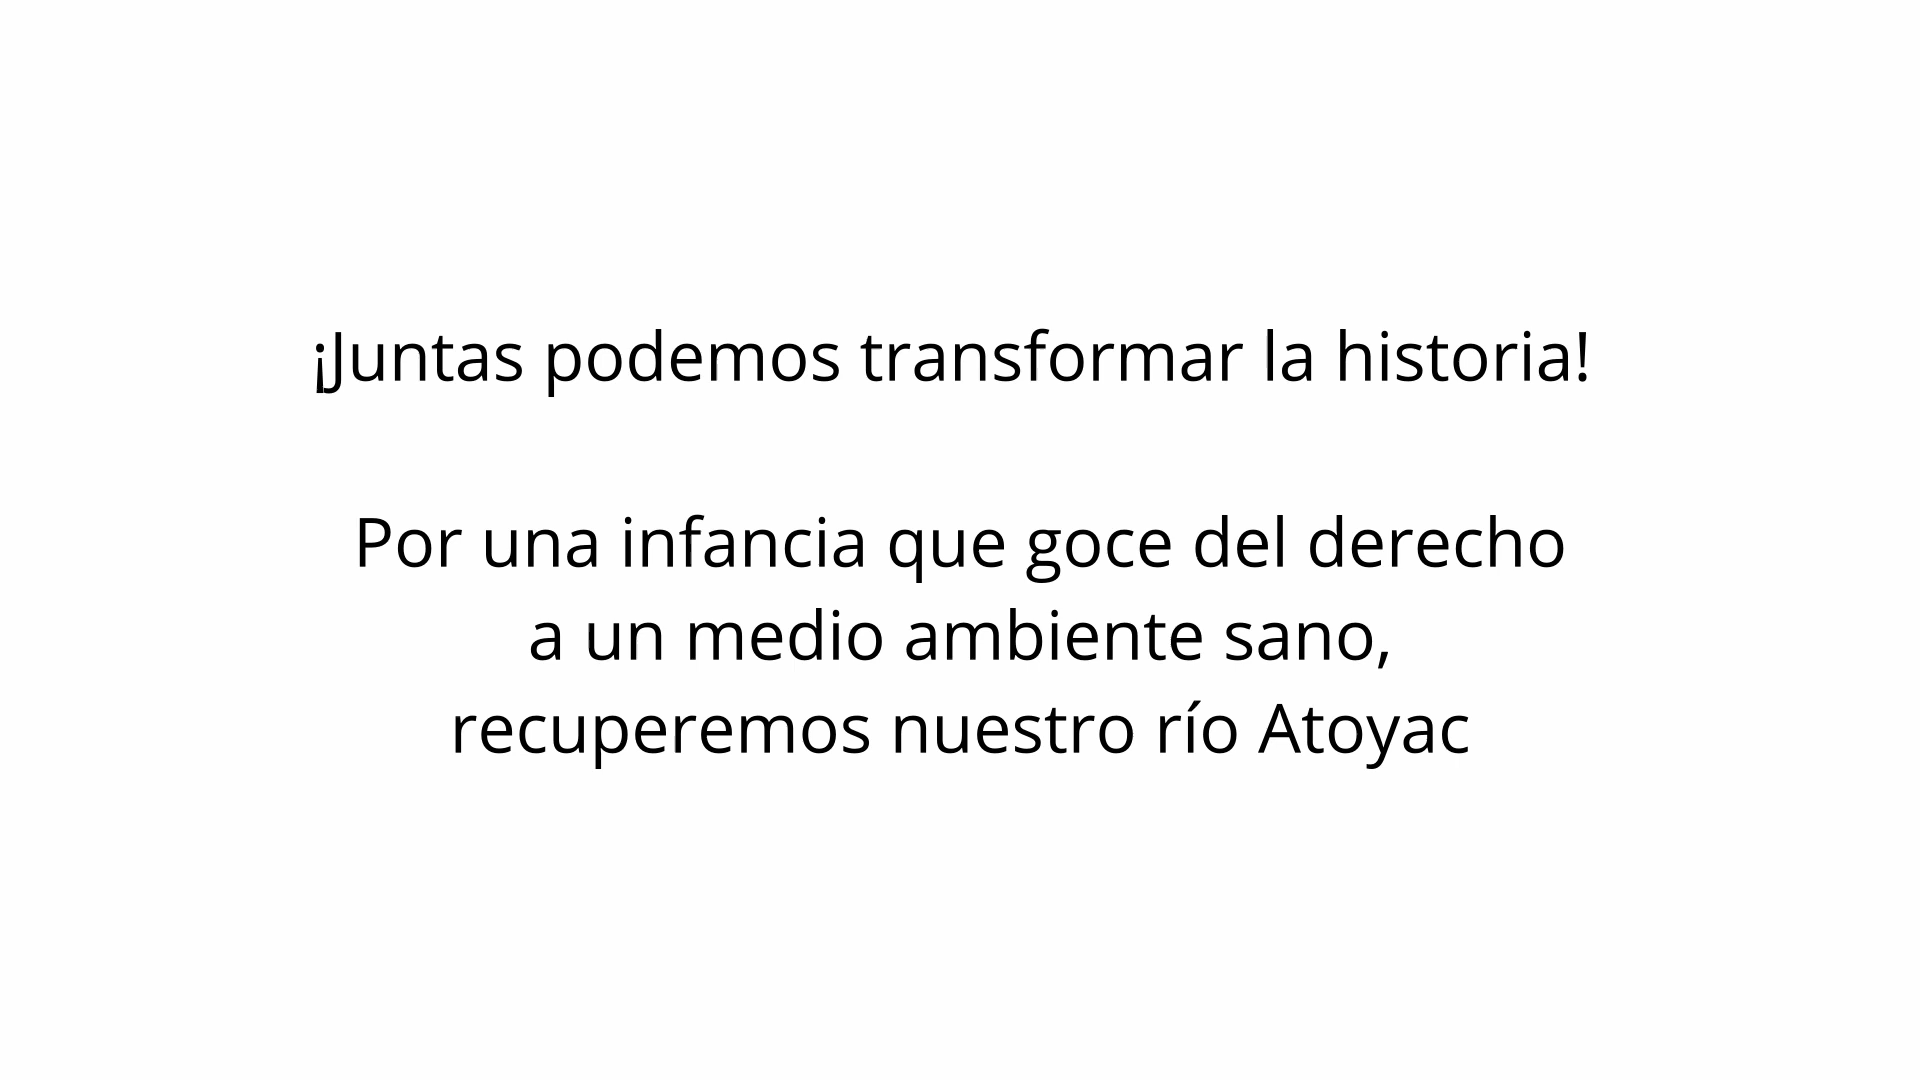 ¡Juntas podemos transformar la historia!
Por una infancia que goce del derecho
a un medio ambiente sano,
recuperemos nuestro río Atoyac